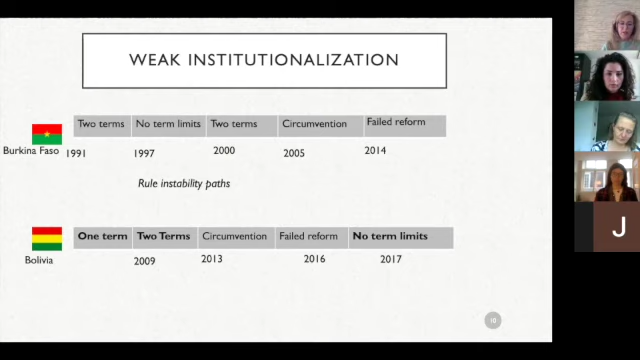 WEAK INSTITUTIONALIZATION
Two terms No term limits Two terms Circumvention Failed reform
Burkina Faso 1991 1997 2000 2005 2014
Rule instability paths
One term Two Terms Circumvention Failed reform No term limits
Bolivia 2009 2013 2016 2017
10
J